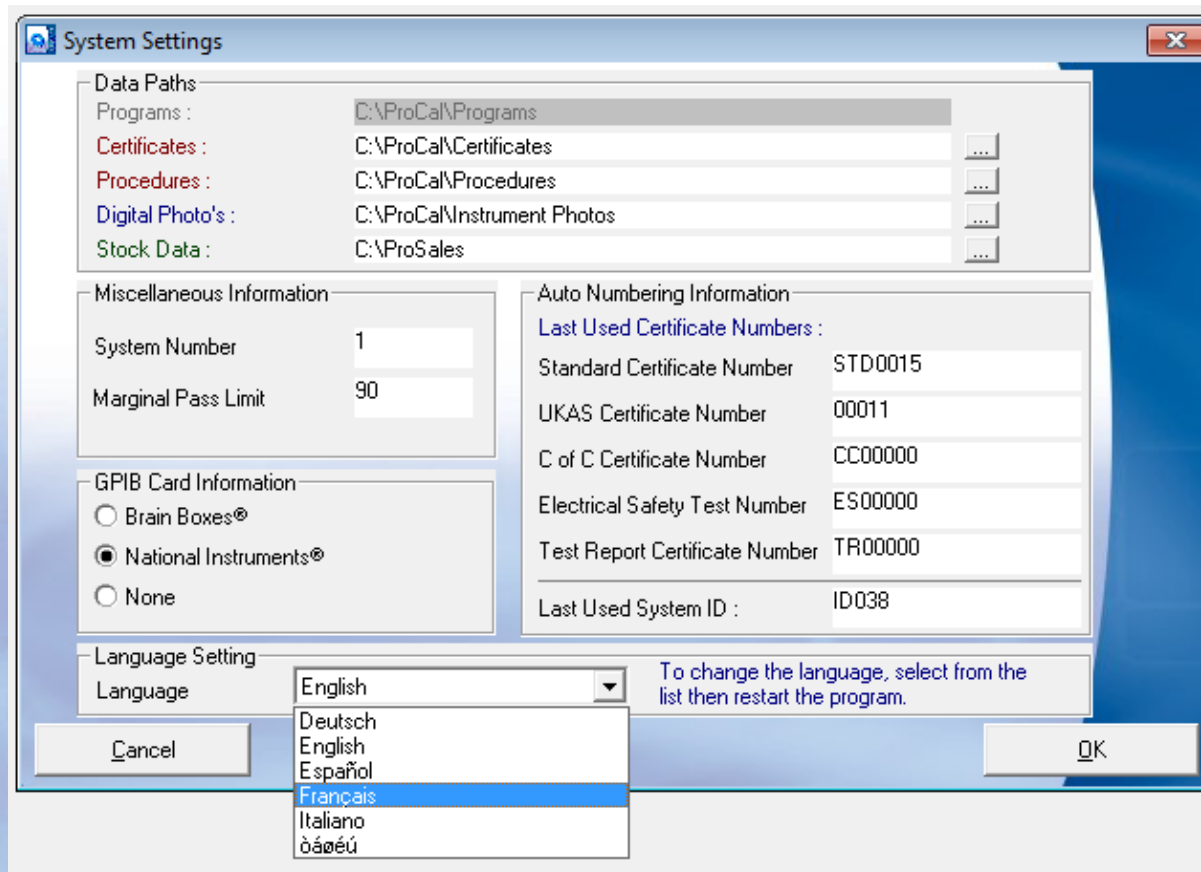 System Settings
Data Paths
Programs : C:\ProCal\Programs
Certificates : C:\ProCal\Certificates ...
Procedures : C:\ProCal\Procedures ...
Digital Photo's : C:\ProCal\Instrument Photos ...
Stock Data : C:\ProSales ...
Miscellaneous Information
System Number 1
Marginal Pass Limit 90
GPIB Card Information
Brain Boxes®
National Instruments®
None
Auto Numbering Information
Last Used Certificate Numbers :
Standard Certificate Number STD0015
UKAS Certificate Number 00011
C of C Certificate Number CC00000
Electrical Safety Test Number ES00000
Test Report Certificate Number TR00000
Last Used System ID : ID038
Language Setting
Language English
To change the language, select from the
list then restart the program.
Deutsch
English
Español
Français
Italiano
òáøéú
Cancel
OK